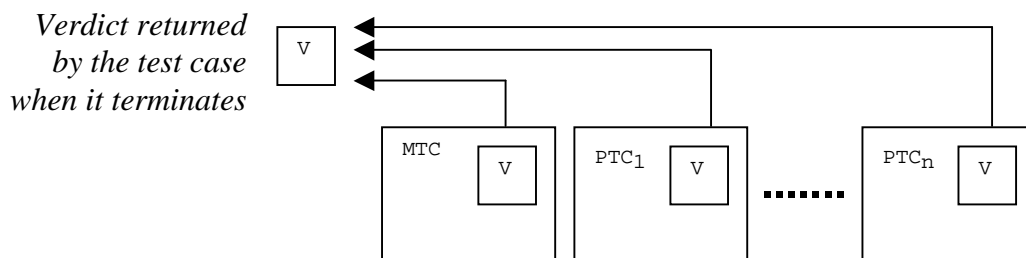 Verdict returned
by the test case
when it terminates
V
MTC
V
PTC1
V
PTCn
V